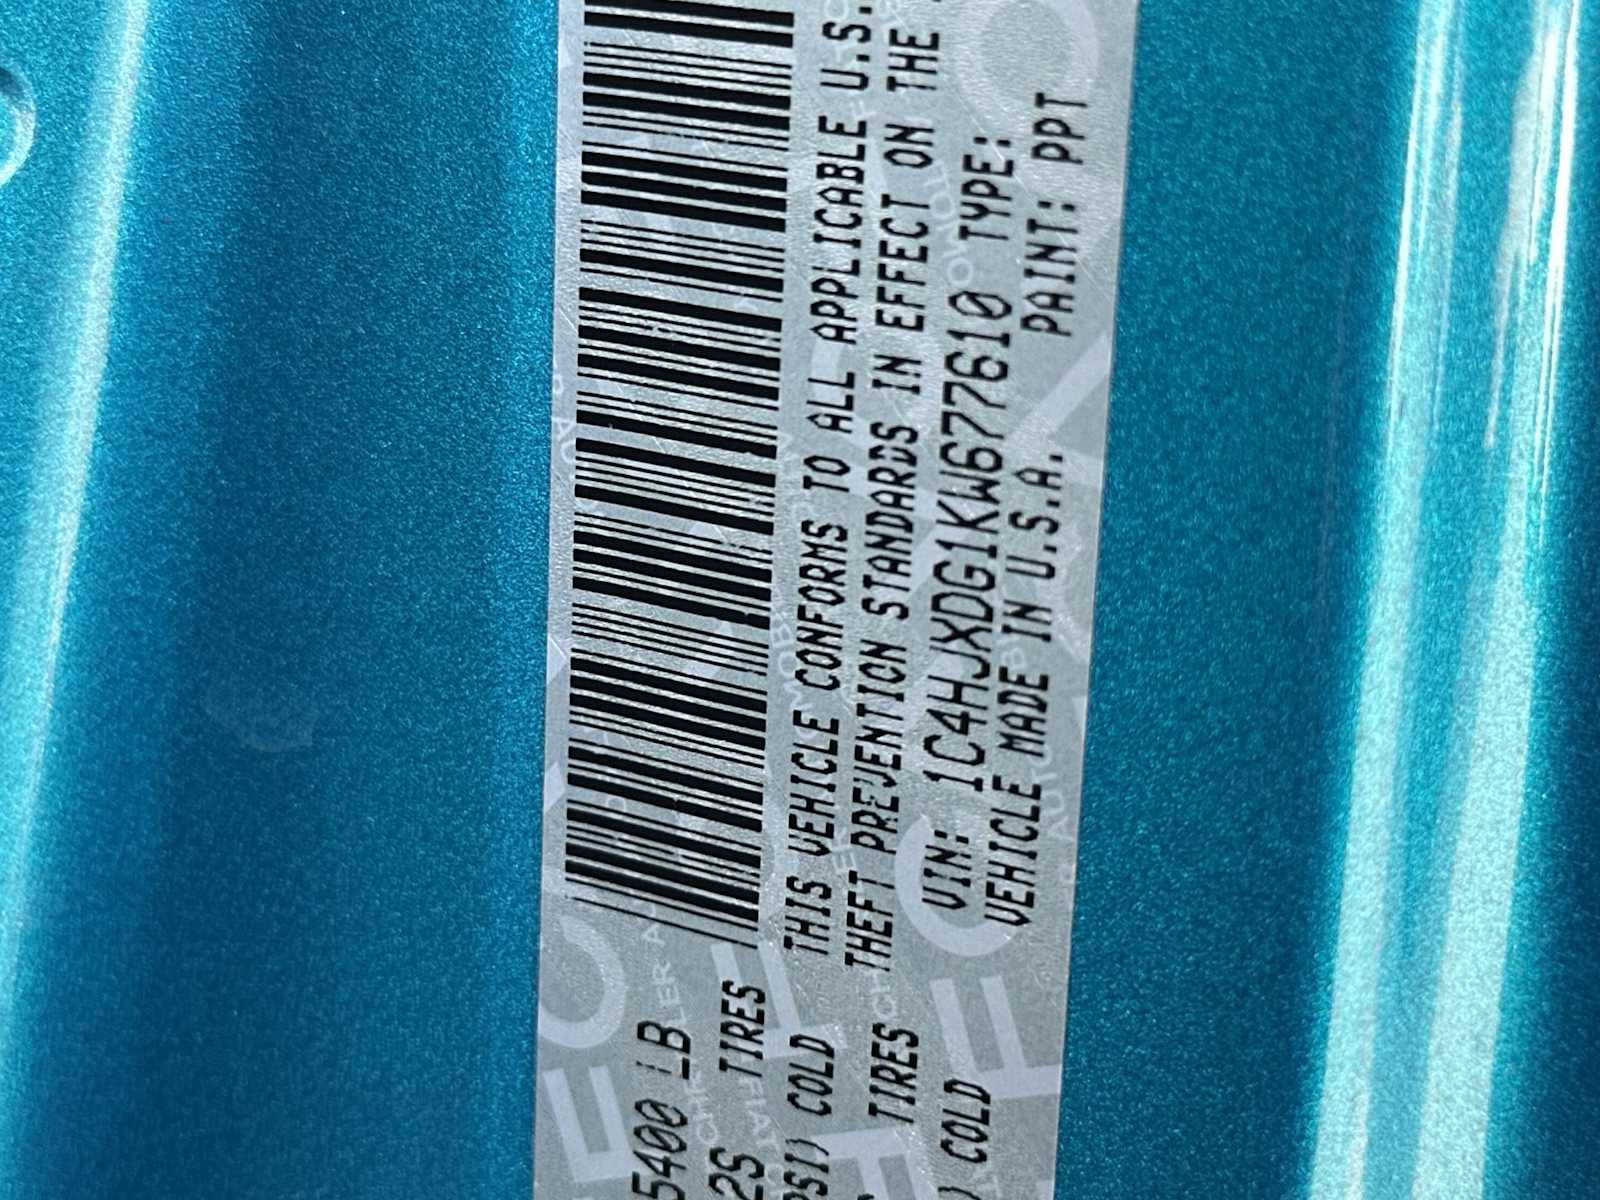 5400 LB
2S TIRES
PSI) COLD
TIRES
) COLD
THIS VEHICLE CONFORMS TO ALL APPLICABLE U.S.
THEFT PREVENTION STANDARDS IN EFFECT ON THE
VIN: 1C4HJXDG1KW677610 TYPE:
VEHICLE MADE IN U.S.A. PAINT: PPT